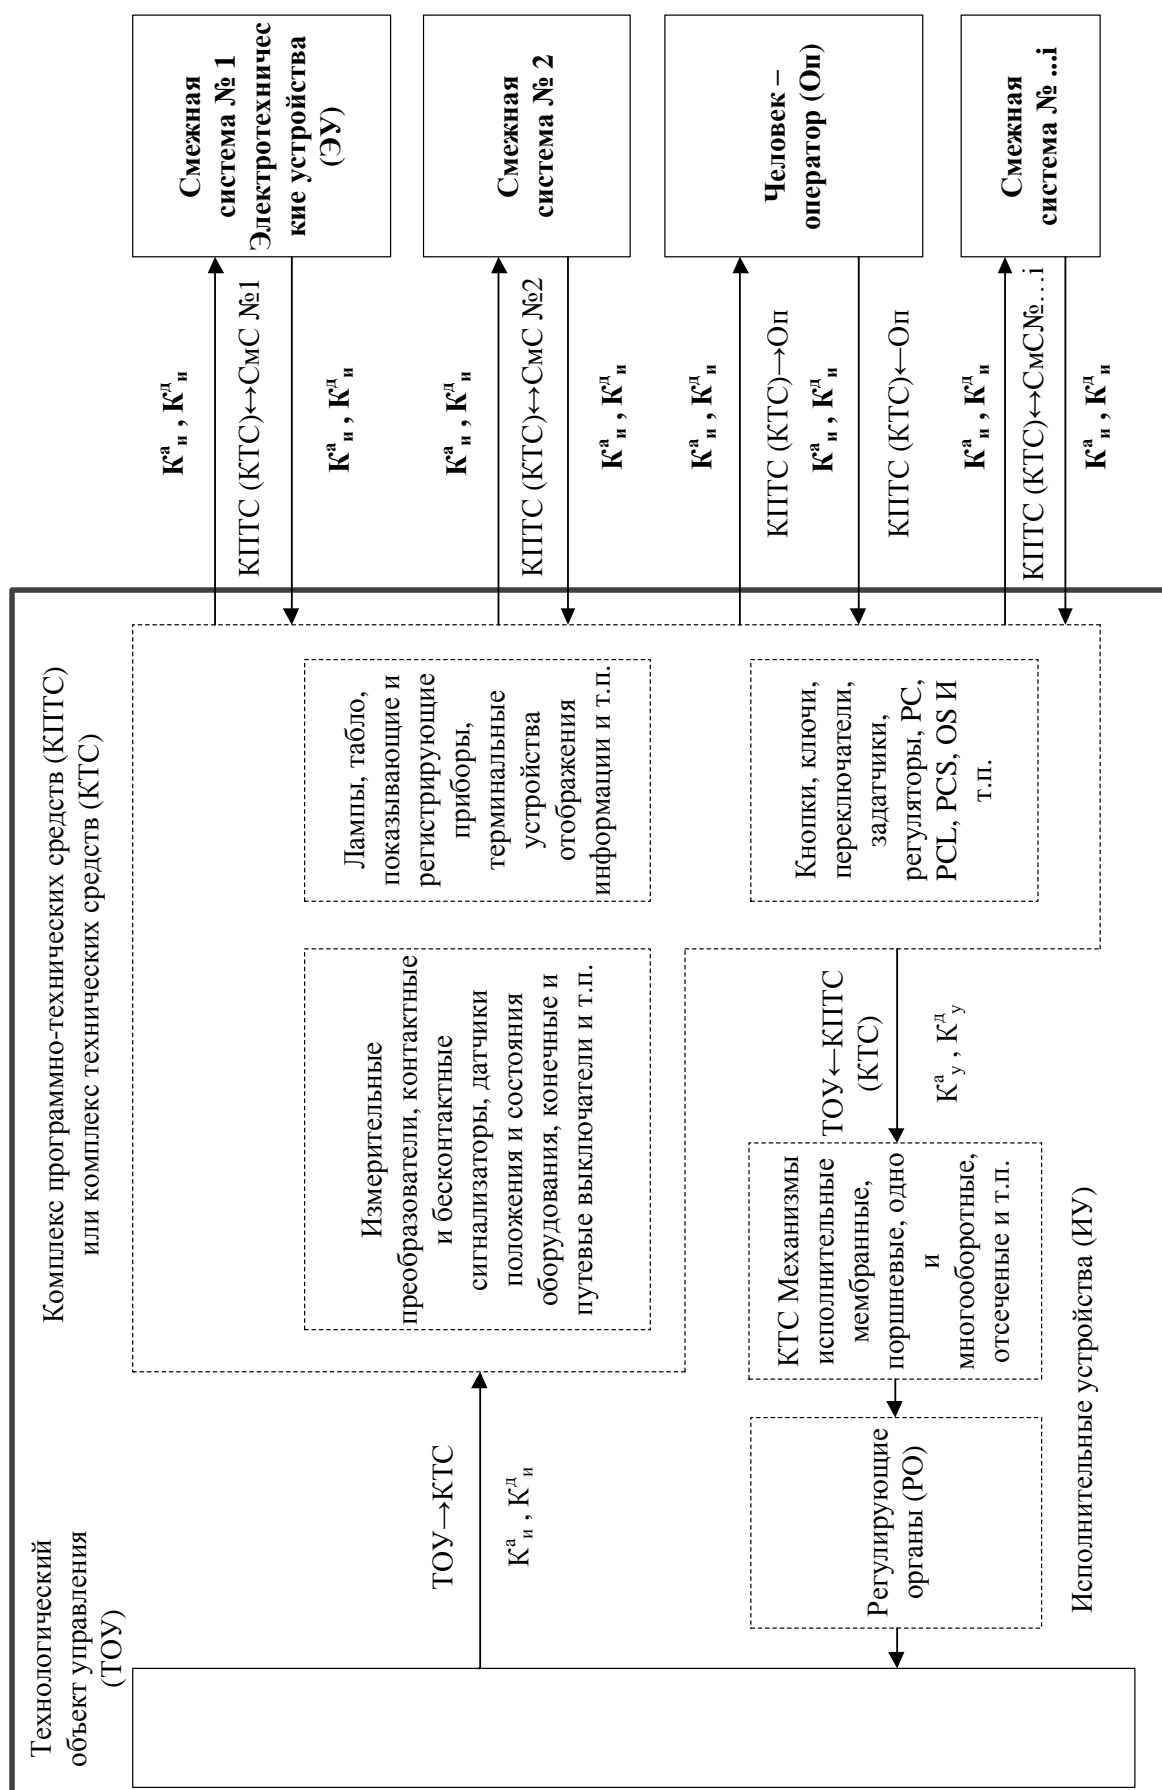 Технологический
объект управления
(ТОУ)
Комплекс программно-технических средств (КПТС)
или комплекс технических средств (КТС)
ТОУ→КТС
Кᵃи , Кᵈи
Измерительные
преобразователи, контактные
и бесконтактные
сигнализаторы, датчики
положения и состояния
оборудования, конечные и
путевые выключатели и т.п.
Лампы, табло,
показывающие и
регистрирующие
приборы,
терминальные
устройства
отображения
информации и т.п.
Регулирующие
органы (РО)
КТС Механизмы
исполнительные
мембранные,
поршневые, одно
и
многооборотные,
отсеченые и т.п.
ТОУ←КПТС
(КТС)
Кᵃу , Кᵈу
Кнопки, ключи,
переключатели,
задатчики,
регуляторы, PC,
PCL, PCS, OS И
т.п.
Исполнительные устройства (ИУ)
Кᵃи , Кᵈи
КПТС (КТС)↔СмС №1
Кᵃи , Кᵈи
Смежная
система № 1
Электротехничес
кие устройства
(ЭУ)
Кᵃи , Кᵈи
КПТС (КТС)↔СмС №2
Кᵃи , Кᵈи
Смежная
система № 2
Кᵃи , Кᵈи
КПТС (КТС)→Оп
Кᵃи , Кᵈи
КПТС (КТС)←Оп
Человек –
оператор (Оп)
Кᵃи , Кᵈи
КПТС (КТС)↔СмС№…i
Кᵃи , Кᵈи
Смежная
система № ...i